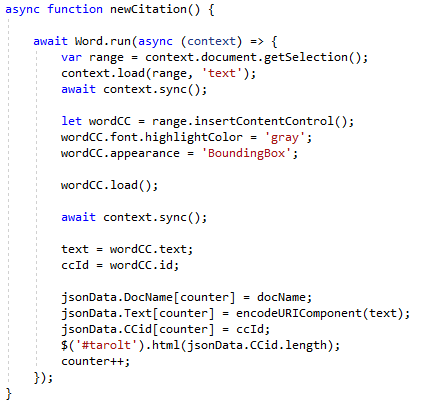 async function newCitation() {
await Word.run(async (context) => {
var range = context.document.getSelection();
context.load(range, 'text');
await context.sync();
let wordCC = range.insertContentControl();
wordCC.font.highlightColor = 'gray';
wordCC.appearance = 'BoundingBox';
wordCC.load();
await context.sync();
text = wordCC.text;
ccId = wordCC.id;
jsonData.DocName[counter] = docName;
jsonData.Text[counter] = encodeURIComponent(text);
jsonData.CCid[counter] = ccId;
$('#tarolt').html(jsonData.CCid.length);
counter++;
});
}